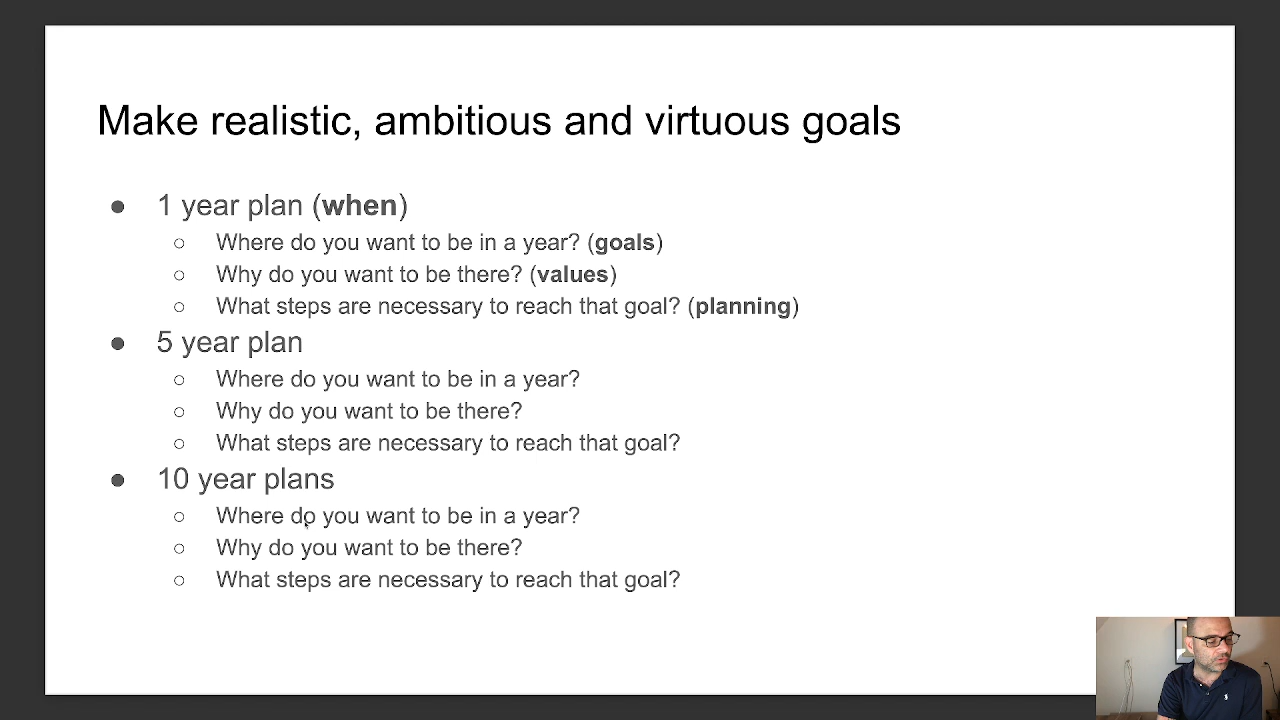 Make realistic, ambitious and virtuous goals
● 1 year plan (when)
○ Where do you want to be in a year? (goals)
○ Why do you want to be there? (values)
○ What steps are necessary to reach that goal? (planning)
● 5 year plan
○ Where do you want to be in a year?
○ Why do you want to be there?
○ What steps are necessary to reach that goal?
● 10 year plans
○ Where do you want to be in a year?
○ Why do you want to be there?
○ What steps are necessary to reach that goal?